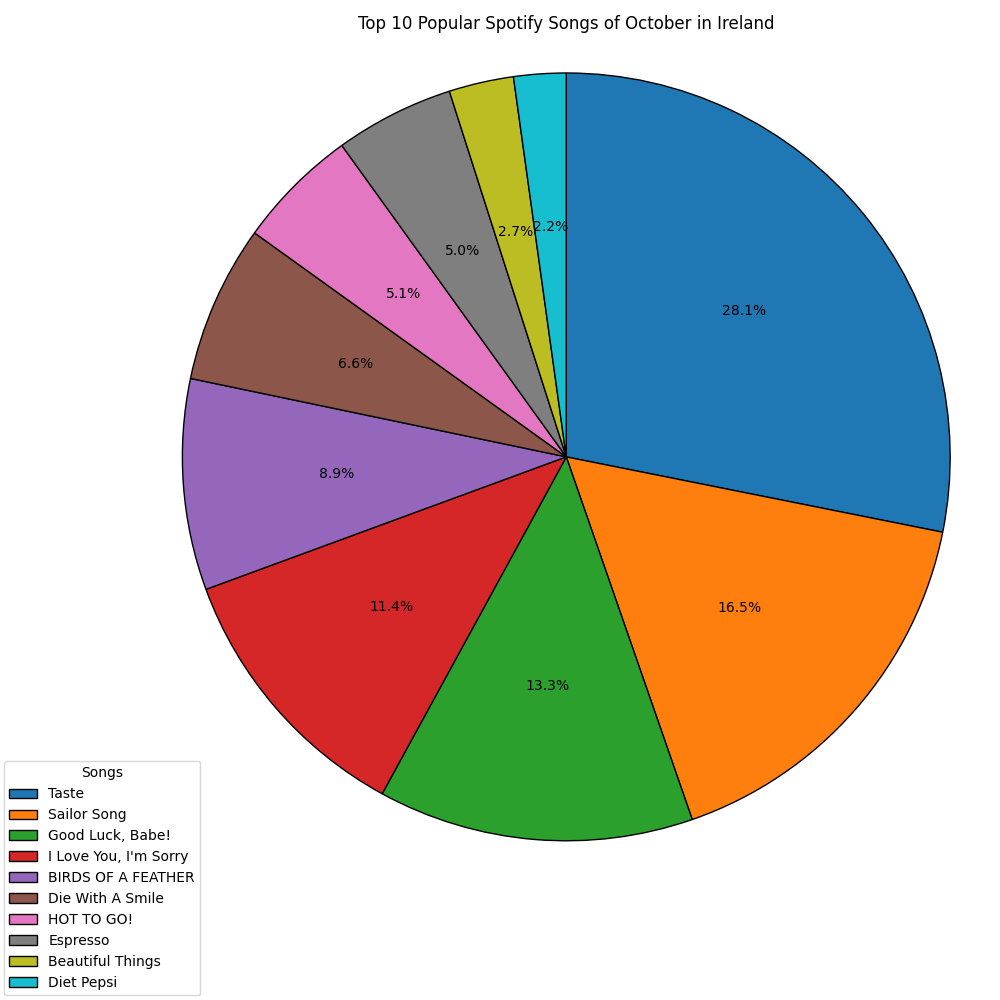 Top 10 Popular Spotify Songs of October in Ireland
2.7%
2.2%
5.0%
5.1%
28.1%
6.6%
8.9%
11.4%
16.5%
13.3%
Songs
Taste
Sailor Song
Good Luck, Babe!
I Love You, I'm Sorry
BIRDS OF A FEATHER
Die With A Smile
HOT TO GO!
Espresso
Beautiful Things
Diet Pepsi